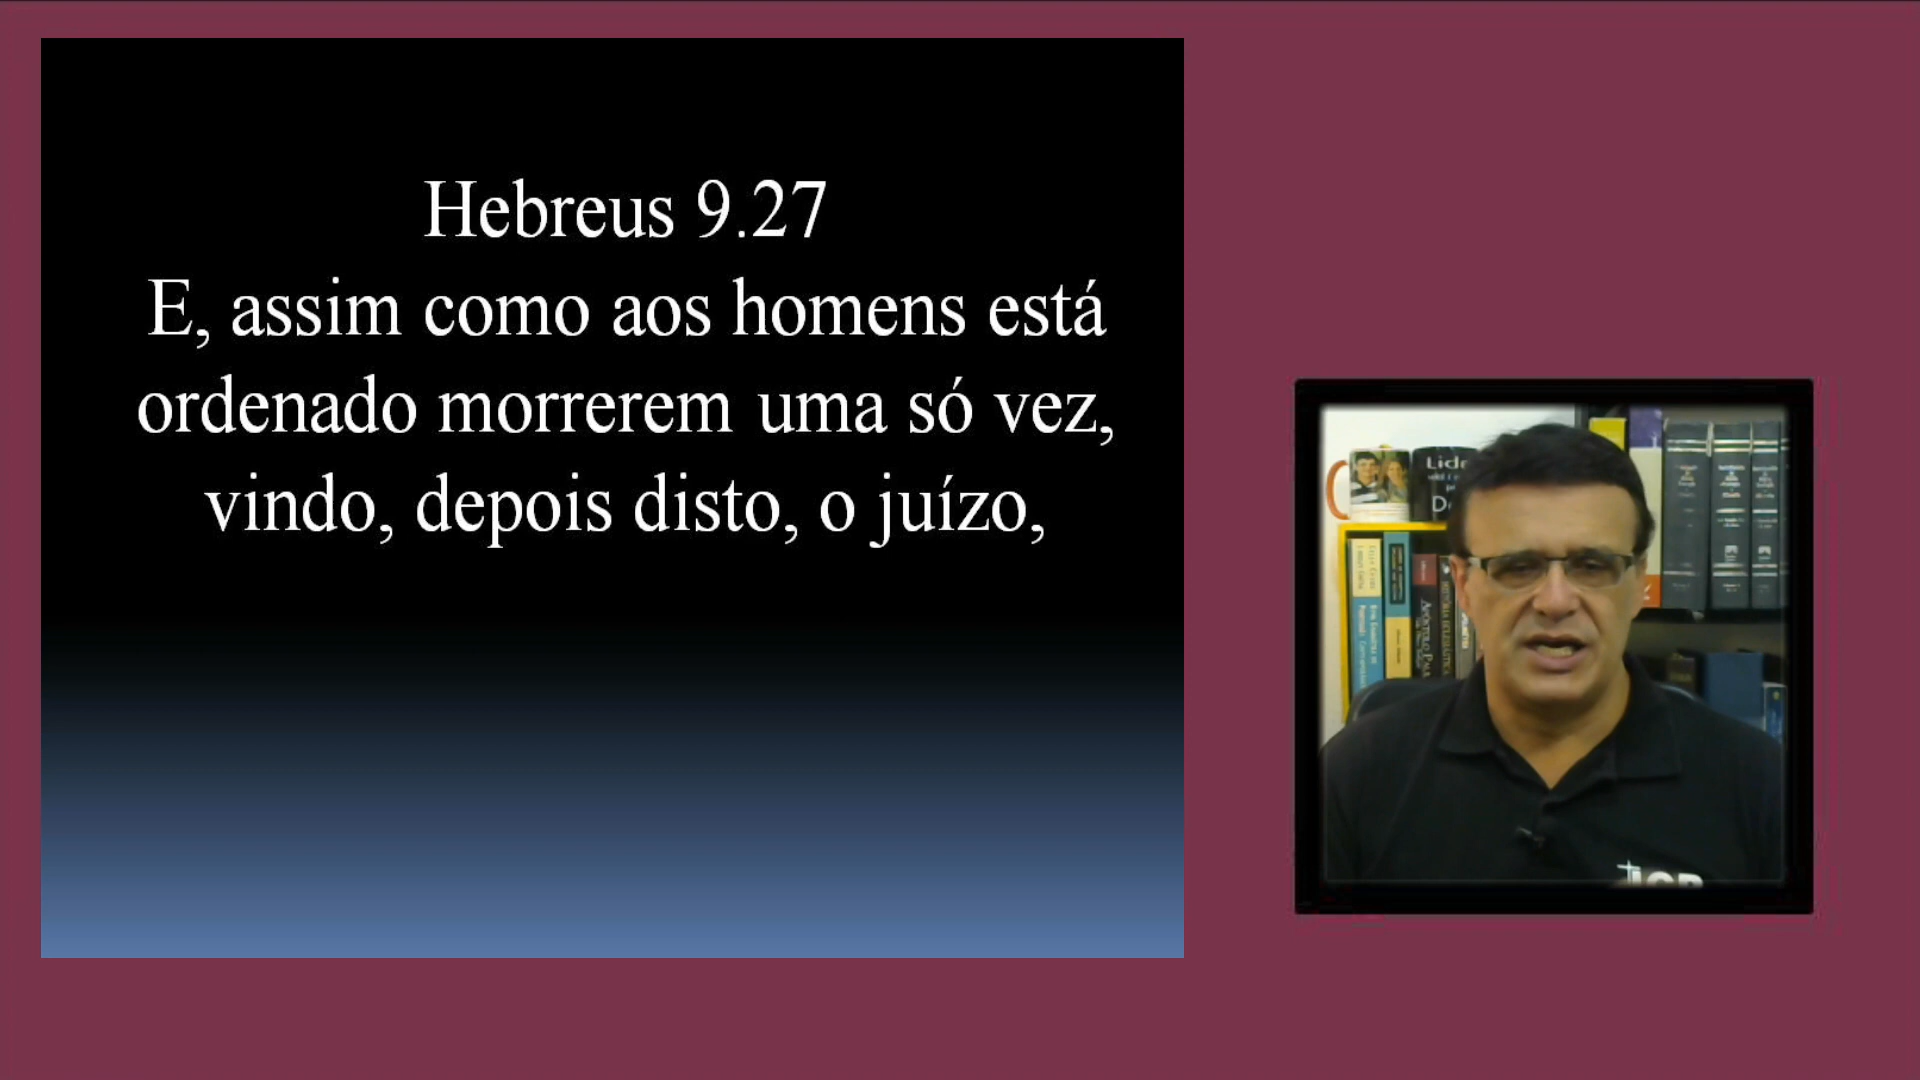 Hebreus 9.27
E, assim como aos homens está
ordenado morrerem uma só vez,
vindo, depois disto, o juízo,